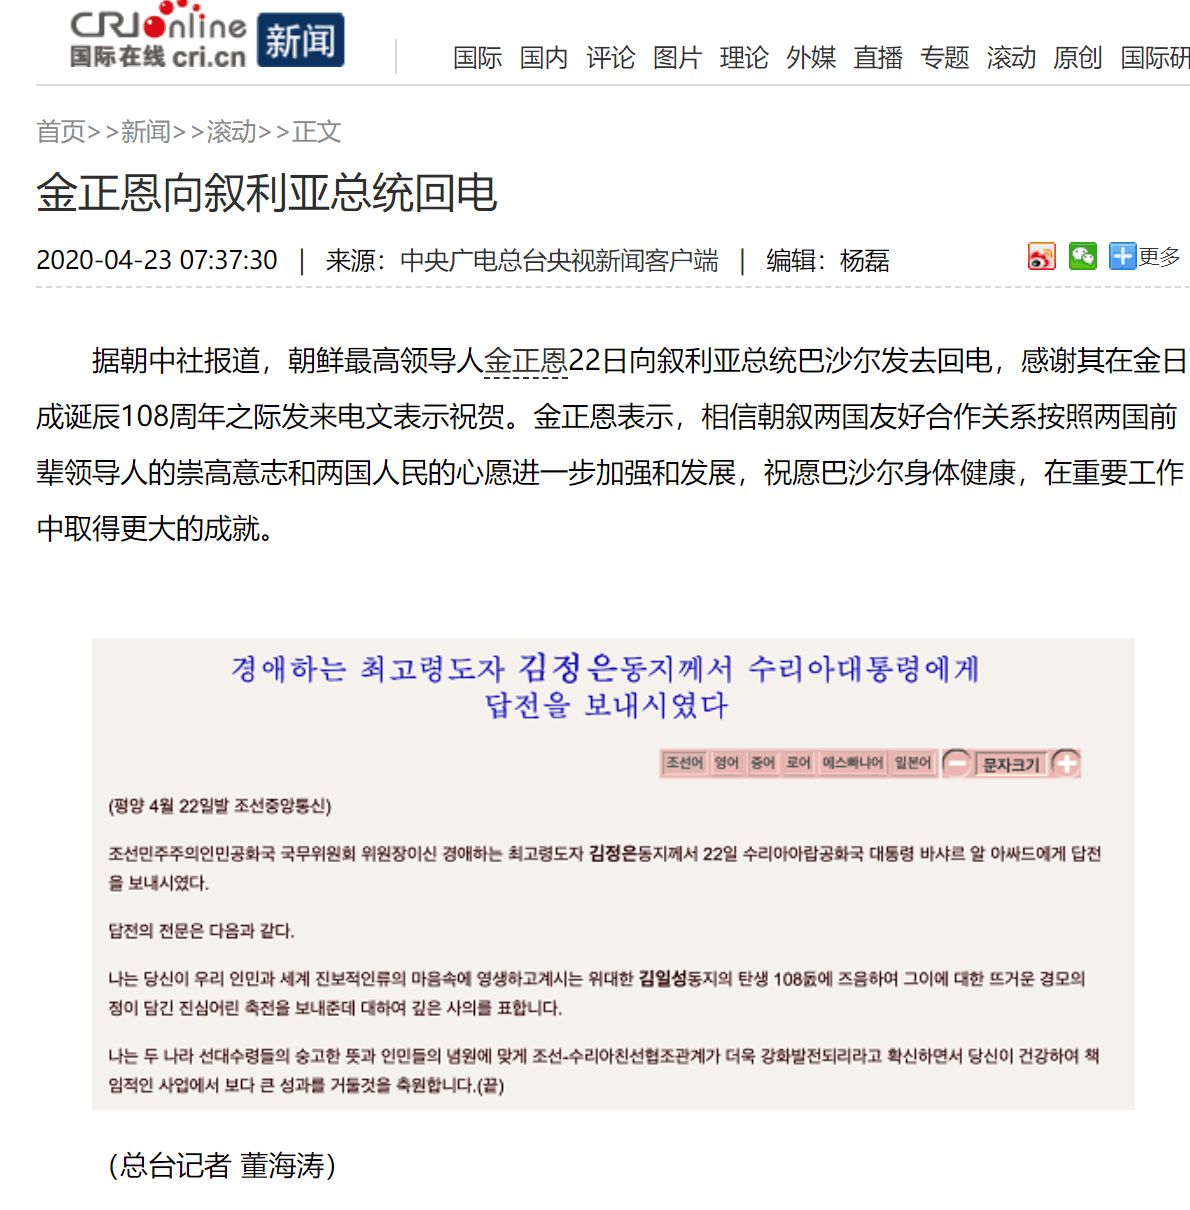 CRIonline
国际在线 cri.cn
新闻
国际 国内 评论 图片 理论 外媒 直播 专题 滚动 原创 国际研
首页>>新闻>>滚动>>正文
金正恩向叙利亚总统回电
2020-04-23 07:37:30 | 来源：中央广电总台央视新闻客户端 | 编辑：杨磊
更多
据朝中社报道，朝鲜最高领导人金正恩22日向叙利亚总统巴沙尔发去回电，感谢其在金日
成诞辰108周年之际发来电文表示祝贺。金正恩表示，相信朝叙两国友好合作关系按照两国前
辈领导人的崇高意志和两国人民的心愿进一步加强和发展，祝愿巴沙尔身体健康，在重要工作
中取得更大的成就。
경애하는 최고령도자 김정은동지께서 수리아대통령에게
답전을 보내시였다
조선어 영어 중어 로어 에스빠냐어 일본어 문자크기
(평양 4월 22일발 조선중앙통신)
조선민주주의인민공화국 국무위원회 위원장이신 경애하는 최고령도자 김정은동지께서 22일 수리아아랍공화국 대통령 바샤르 알 아싸드에게 답전
을 보내시였다.
답전의 전문은 다음과 같다.
나는 당신이 우리 인민과 세계 진보적인류의 마음속에 영생하고계시는 위대한 김일성동지의 탄생 108돐에 즈음하여 그이에 대한 뜨거운 경모의
정이 담긴 진심어린 축전을 보내준데 대하여 깊은 사의를 표합니다.
나는 두 나라 선대수령들의 숭고한 뜻과 인민들의 념원에 맞게 조선-수리아친선협조관계가 더욱 강화발전되리라고 확신하면서 당신이 건강하여 책
임적인 사업에서 보다 큰 성과를 거둘것을 축원합니다.(끝)
（总台记者 董海涛）